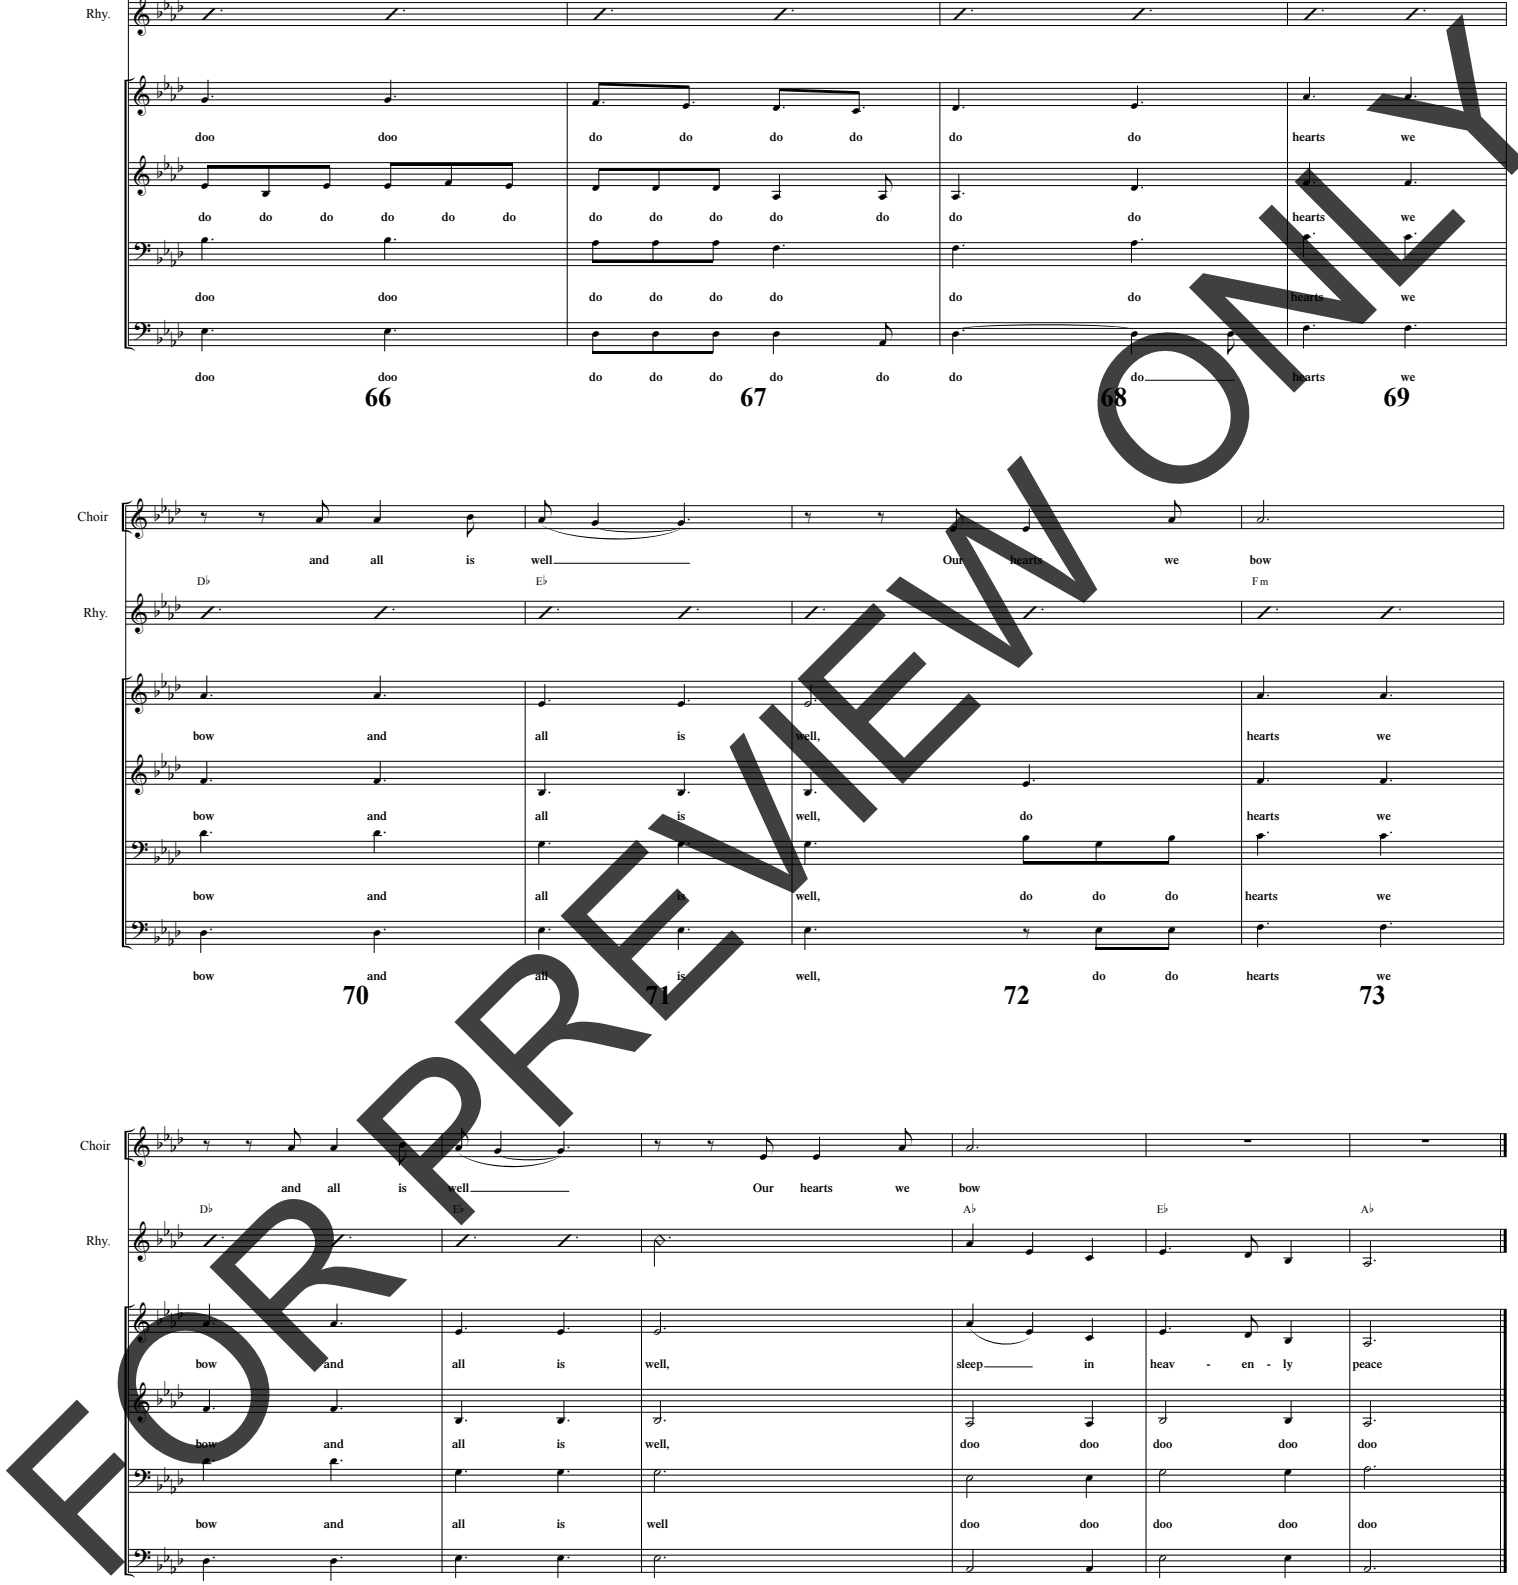 Rhy.
doo doo do do do do do do hearts we
do do do do do do do do do do do do do hearts we
doo doo do do do do do do hearts we
doo doo do do do do do do do hearts we
66 67 68 69
Choir
and all is well Our hearts we bow
D♭ E♭ Fm
Rhy.
bow and all is well, hearts we
bow and all is well, do hearts we
bow and all is well, do do do hearts we
bow and all is well, do do hearts we
70 71 72 73
Choir
and all is well Our hearts we bow
D♭ E♭ A♭ E♭ A♭
Rhy.
bow and all is well, sleep in heav - en - ly peace
bow and all is well, doo doo doo doo doo
bow and all is well doo doo doo doo doo
FOR PREVIEW ONLY